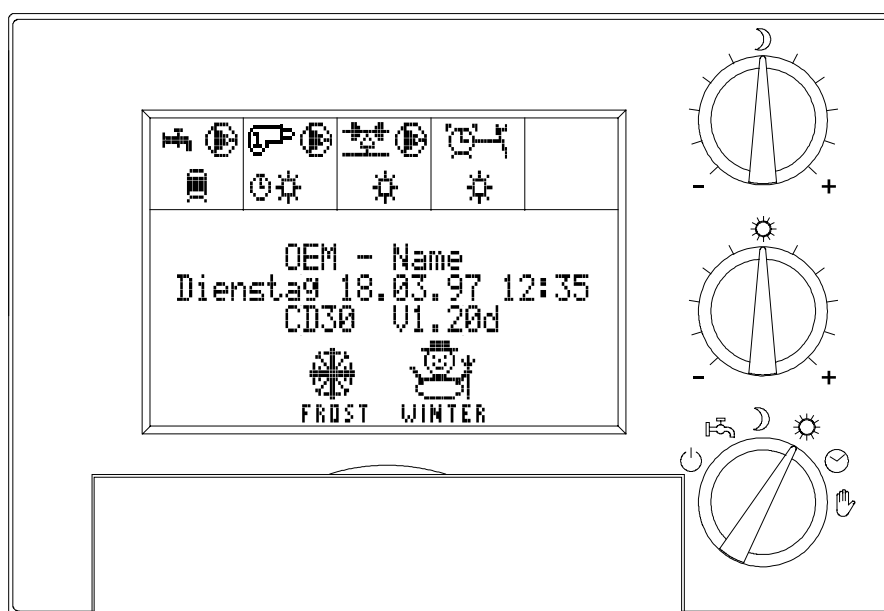 OEM - Name
Dienstag 18.03.97 12:35
CD30 V1.20d
FROST WINTER
- +
- +